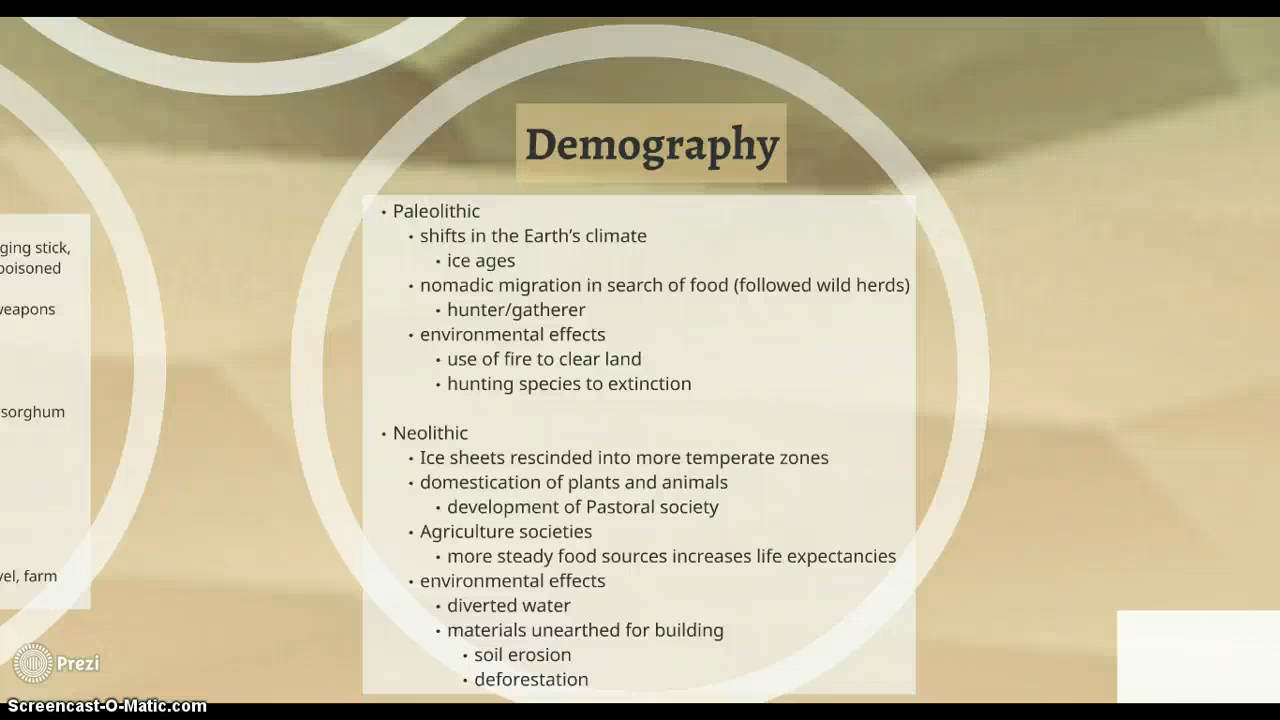 Demography
• Paleolithic
• shifts in the Earth's climate
• ice ages
• nomadic migration in search of food (followed wild herds)
• hunter/gatherer
• environmental effects
• use of fire to clear land
• hunting species to extinction
• Neolithic
• Ice sheets rescinded into more temperate zones
• domestication of plants and animals
• development of Pastoral society
• Agriculture societies
• more steady food sources increases life expectancies
• environmental effects
• diverted water
• materials unearthed for building
• soil erosion
• deforestation
ging stick,
poisoned
weapons
sorghum
vel, farm
Prezi
Screencast-O-Matic.com